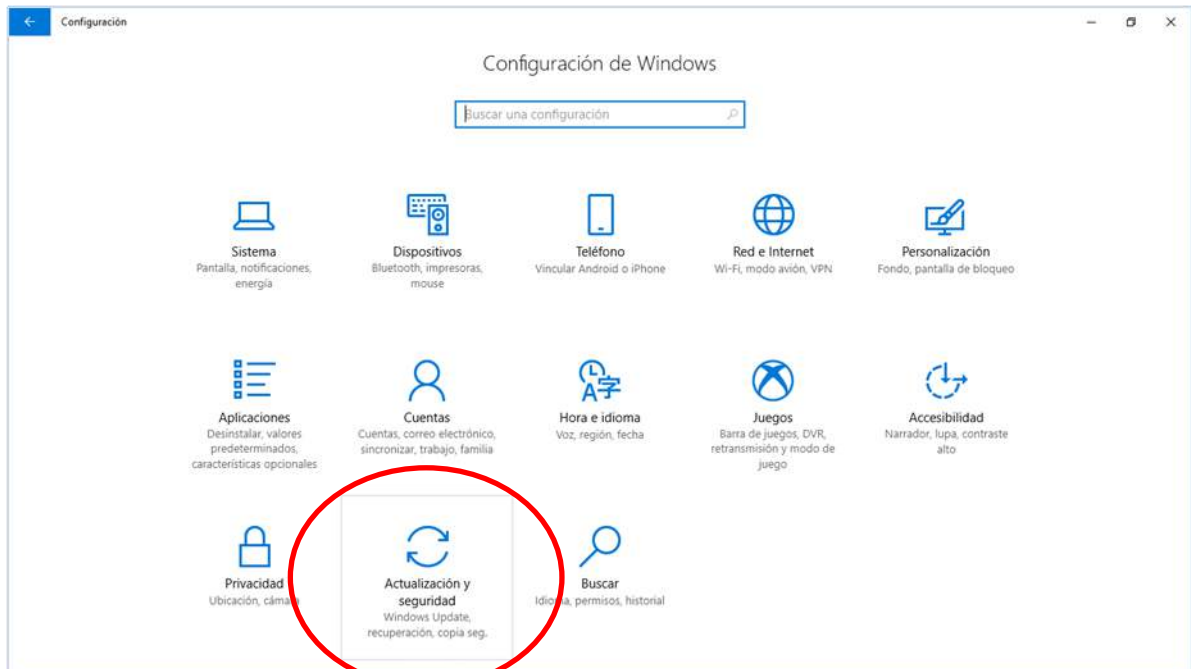 Configuración
Configuración de Windows
Buscar una configuración
Sistema
Pantalla, notificaciones,
energía
Dispositivos
Bluetooth, impresoras,
mouse
Teléfono
Vincular Android o iPhone
Red e Internet
Wi-Fi, modo avión, VPN
Personalización
Fondo, pantalla de bloqueo
Aplicaciones
Desinstalar, valores
predeterminados,
características opcionales
Cuentas
Cuentas, correo electrónico,
sincronizar, trabajo, familia
Hora e idioma
Voz, región, fecha
Juegos
Barra de juegos, DVR,
retransmisión y modo de
juego
Accesibilidad
Narrador, lupa, contraste
alto
Privacidad
Ubicación, cámara
Actualización y
seguridad
Windows Update,
recuperación, copia seg.
Buscar
Idioma, permisos, historial